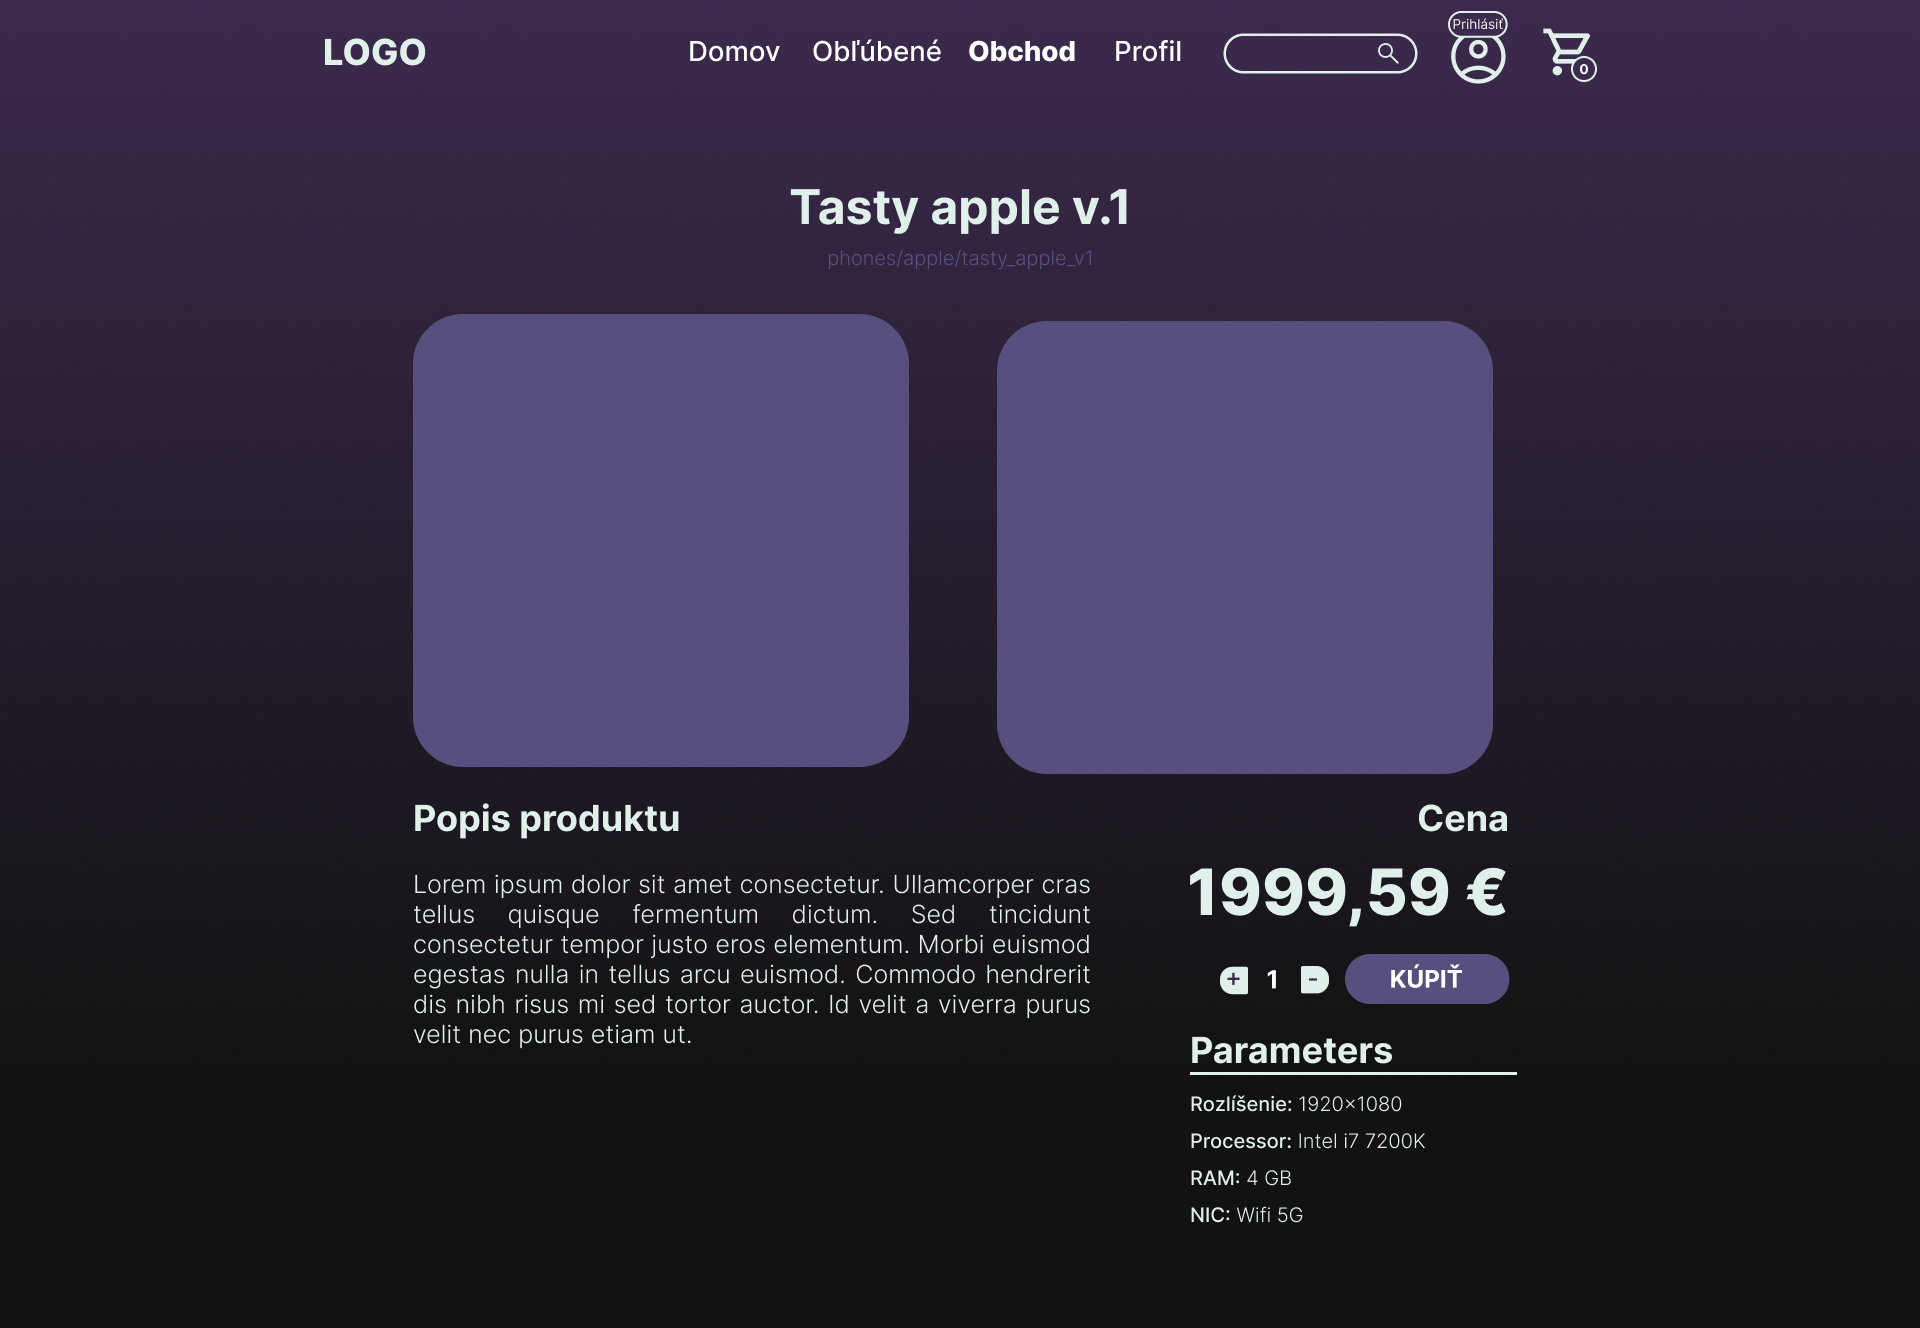 LOGO
Domov
Obľúbené
Obchod
Profil
Prihlásiť
0
Tasty apple v.1
phones/apple/tasty_apple_v1
Popis produktu
Lorem ipsum dolor sit amet consectetur. Ullamcorper cras
tellus quisque fermentum dictum. Sed tincidunt
consectetur tempor justo eros elementum. Morbi euismod
egestas nulla in tellus arcu euismod. Commodo hendrerit
dis nibh risus mi sed tortor auctor. Id velit a viverra purus
velit nec purus etiam ut.
Cena
1999,59 €
+ 1 -
KÚPIŤ
Parameters
Rozlíšenie: 1920x1080
Processor: Intel i7 7200K
RAM: 4 GB
NIC: Wifi 5G